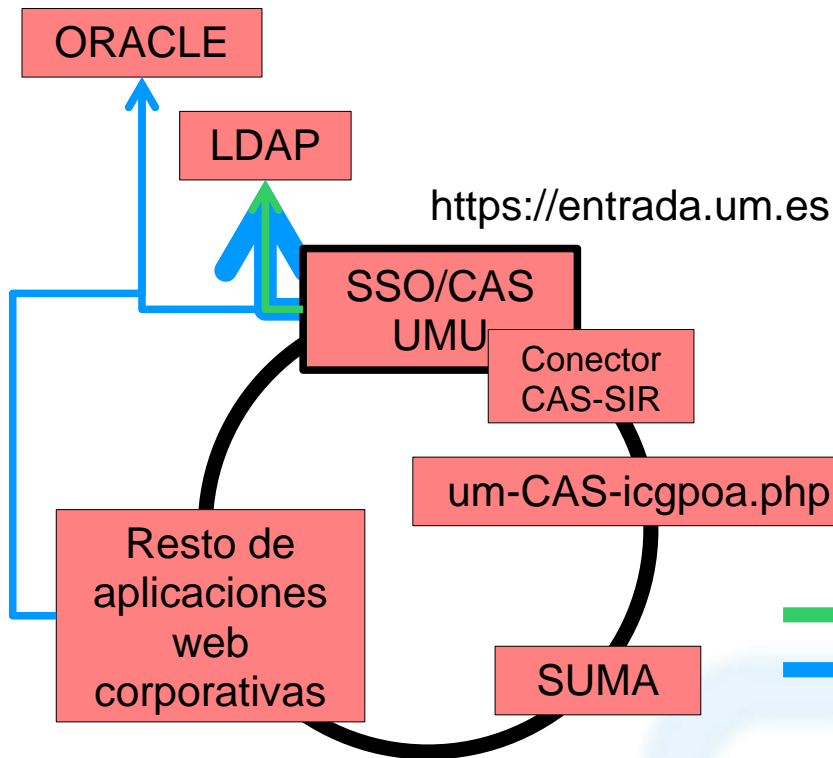 ORACLE
LDAP
https://entrada.um.es
SSO/CAS
UMU
Conector
CAS-SIR
um-CAS-icgpoa.php
Resto de
aplicaciones
web
corporativas
SUMA